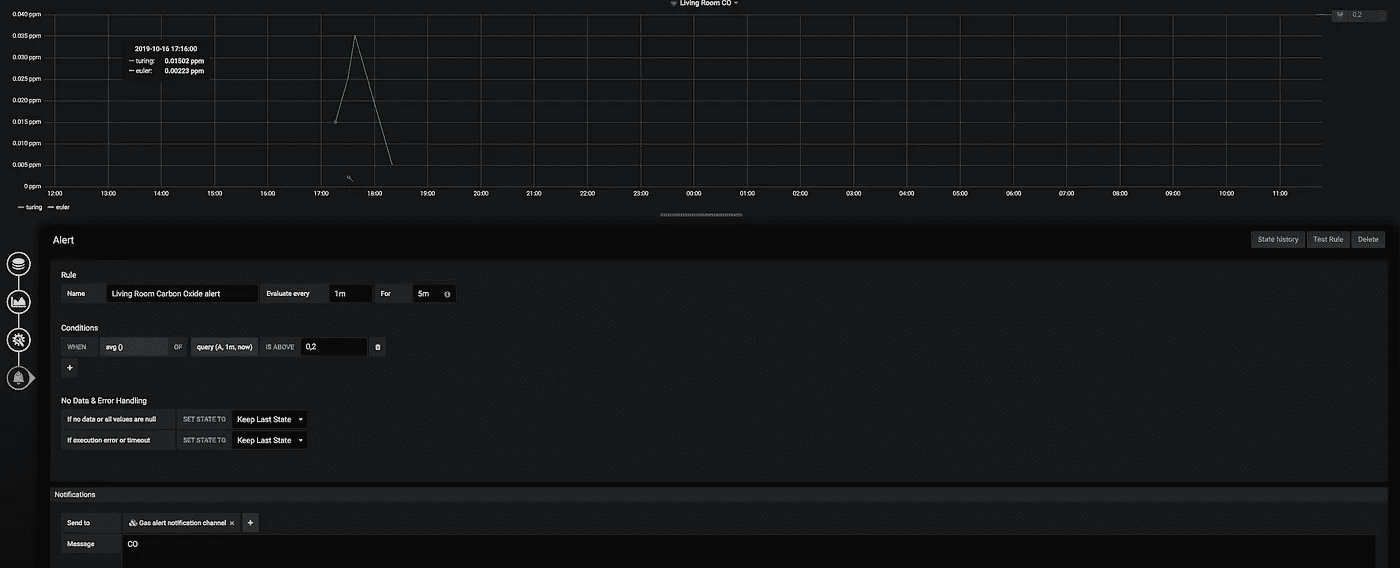 Living Room CO
0.040 ppm
0.035 ppm
0.030 ppm
0.025 ppm
0.020 ppm
0.015 ppm
0.010 ppm
0.005 ppm
0 ppm
0.2
2019-10-16 17:16:00
turing: 0.01502 ppm
euler: 0.00223 ppm
12:00 13:00 14:00 15:00 16:00 17:00 18:00 19:00 20:00 21:00 22:00 23:00 00:00 01:00 02:00 03:00 04:00 05:00 06:00 07:00 08:00 09:00 10:00 11:00
turing euler
Alert
State history Test Rule Delete
Rule
Name Living Room Carbon Oxide alert Evaluate every 1m For 5m
Conditions
WHEN avg () OF query (A, 1m, now) IS ABOVE 0,2
+
No Data & Error Handling
If no data or all values are null SET STATE TO Keep Last State
If execution error or timeout SET STATE TO Keep Last State
Notifications
Send to Gas alert notification channel × +
Message CO